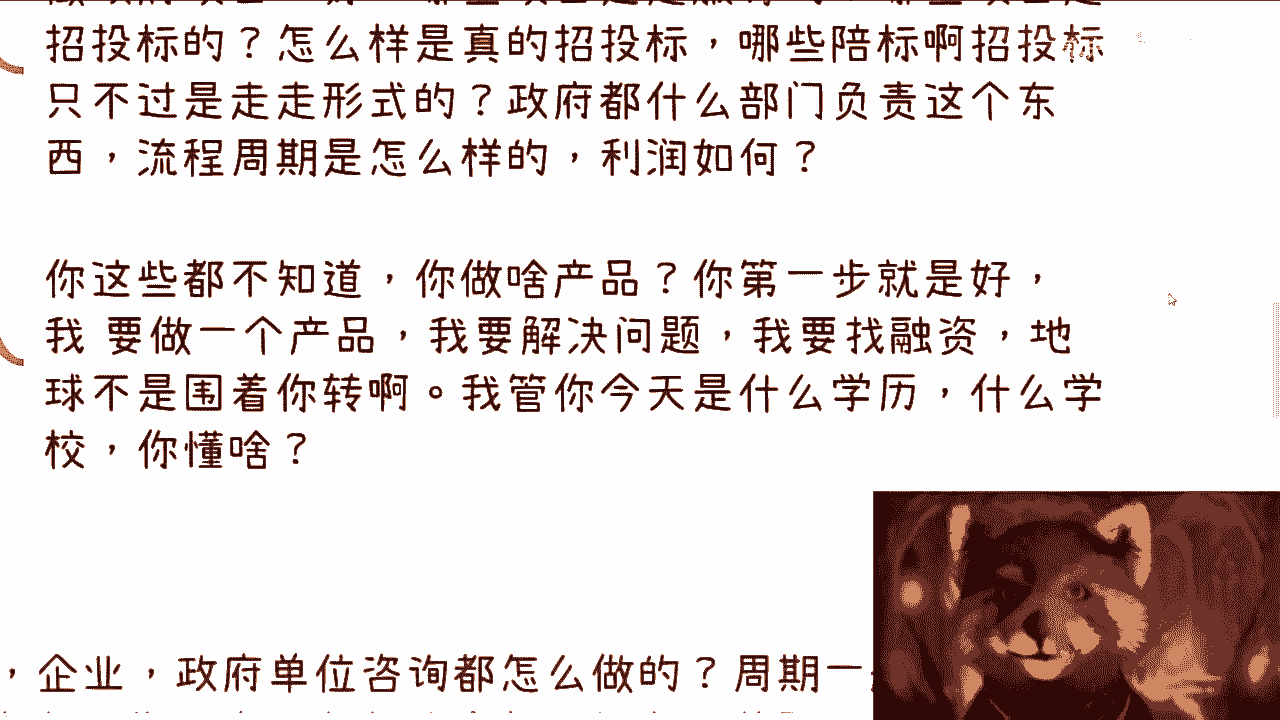 招投标的？怎么样是真的招投标，哪些陪标啊招投标
只不过是走走形式的？政府都什么部门负责这个东
西，流程周期是怎么样的，利润如何？
你这些都不知道，你做啥产品？你第一步就是好，
我 要做一个产品，我要解决问题，我要找融资，地
球不是围着你转啊。我管你今天是什么学历，什么学
校，你懂啥？
，企业，政府单位咨询都怎么做的？周期一